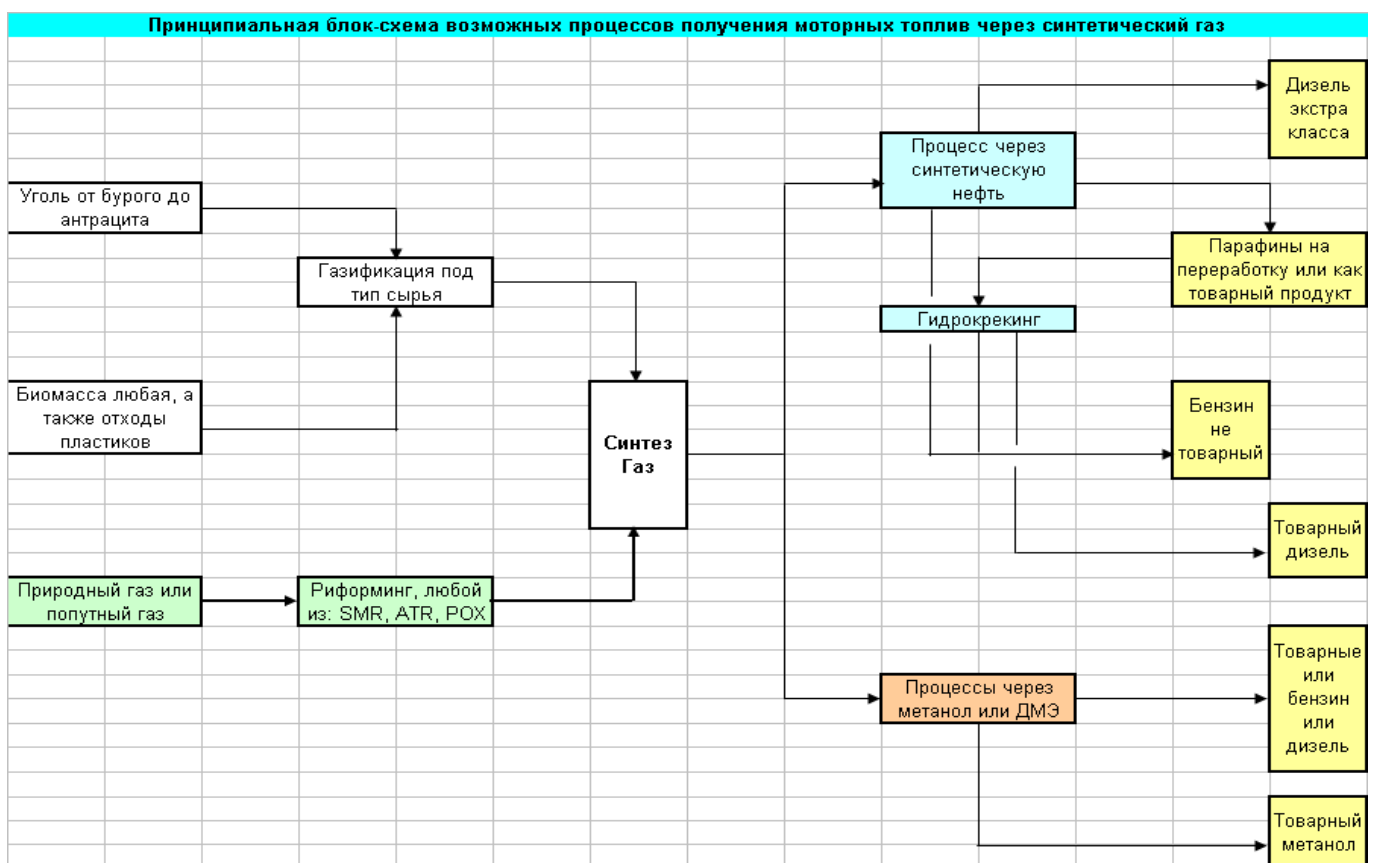 Принципиальная блок-схема возможных процессов получения моторных топлив через синтетический газ
Дизель
экстра
класса
Процесс через
синтетическую
нефть
Уголь от бурого до
антрацита
Парафины на
переработку или как
товарный продукт
Газификация под
тип сырья
Гидрокрекинг
Биомасса любая, а
также отходы
пластиков
Бензин
не
товарный
Синтез
Газ
Товарный
дизель
Природный газ или
попутный газ
Риформинг, любой
из: SMR, ATR, POX
Товарные
или
бензин
или
дизель
Процессы через
метанол или ДМЭ
Товарный
метанол